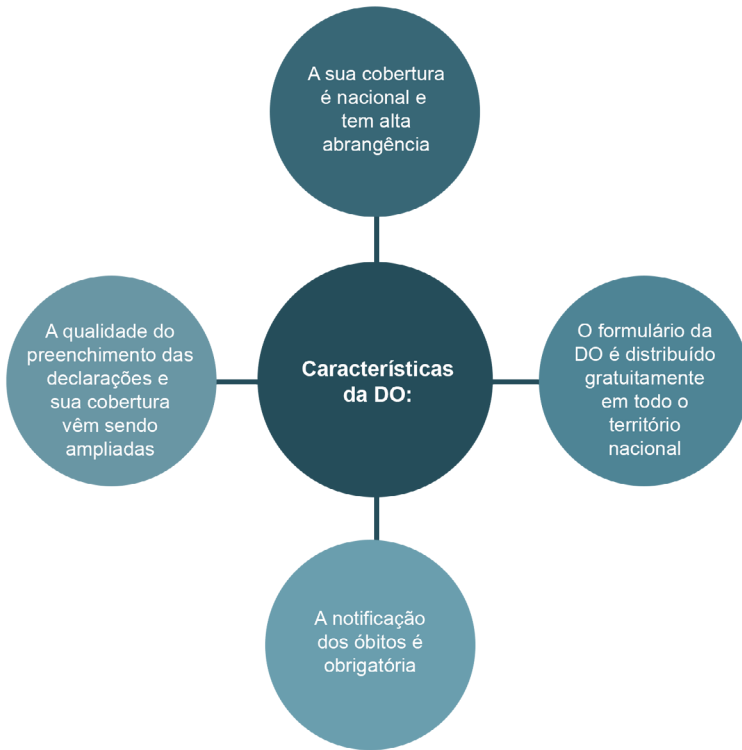 A sua cobertura
é nacional e
tem alta
abrangência
A qualidade do
preenchimento das
declarações e
sua cobertura
vêm sendo
ampliadas
Características
da DO:
O formulário da
DO é distribuído
gratuitamente
em todo o
território
nacional
A notificação
dos óbitos é
obrigatória